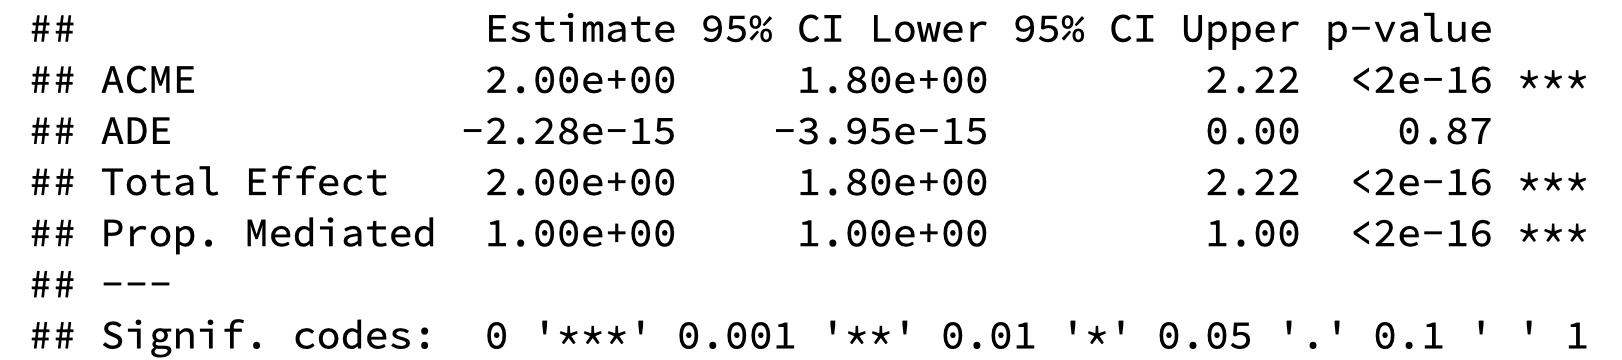 ##                   Estimate 95% CI Lower 95% CI Upper p-value
## ACME              2.00e+00     1.80e+00         2.22  <2e-16 ***
## ADE              -2.28e-15    -3.95e-15         0.00    0.87
## Total Effect      2.00e+00     1.80e+00         2.22  <2e-16 ***
## Prop. Mediated    1.00e+00     1.00e+00         1.00  <2e-16 ***
## ---
## Signif. codes:  0 '***' 0.001 '**' 0.01 '*' 0.05 '.' 0.1 ' ' 1